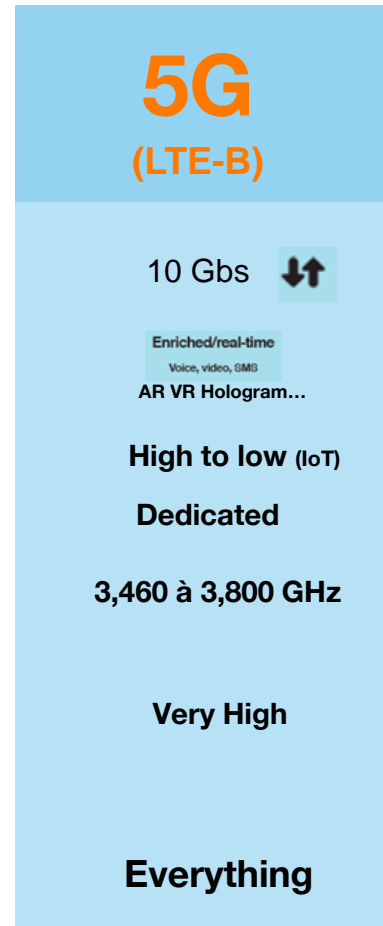 5G
(LTE-B)
10 Gbs
Enriched/real-time
Voice, video, SMS
AR VR Hologram...
High to low (IoT)
Dedicated
3,460 à 3,800 GHz
Very High
Everything